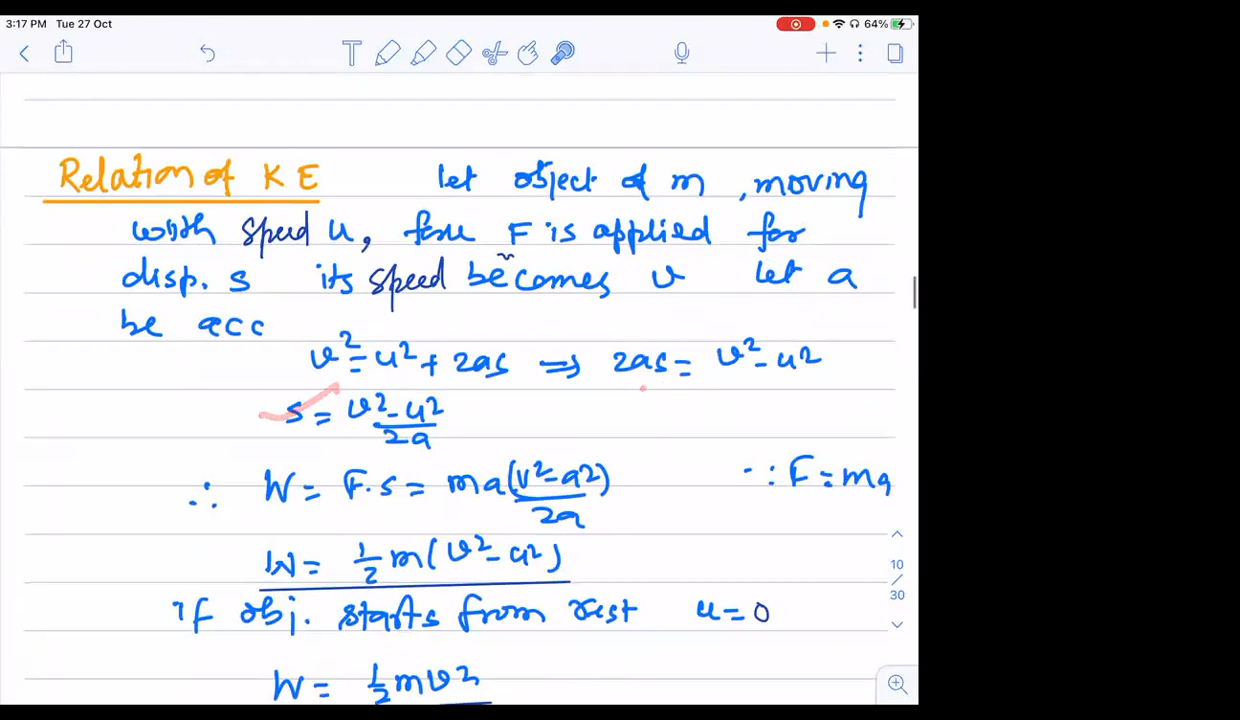 3:17 PM Tue 27 Oct 64%
Relation of K E let object of m , moving
with speed u, force F is applied for
disp. s its speed becomes v let a
be acc
v² = u² + 2as ⇒ 2as = v² - u²
s = v² - u² / 2a
∴ W = F.s = ma(v² - u²) / 2a ∵ F = ma
W = 1/2 m(v² - u²)
10
/
30
If obj. starts from rest u = 0
W = 1/2 mv²